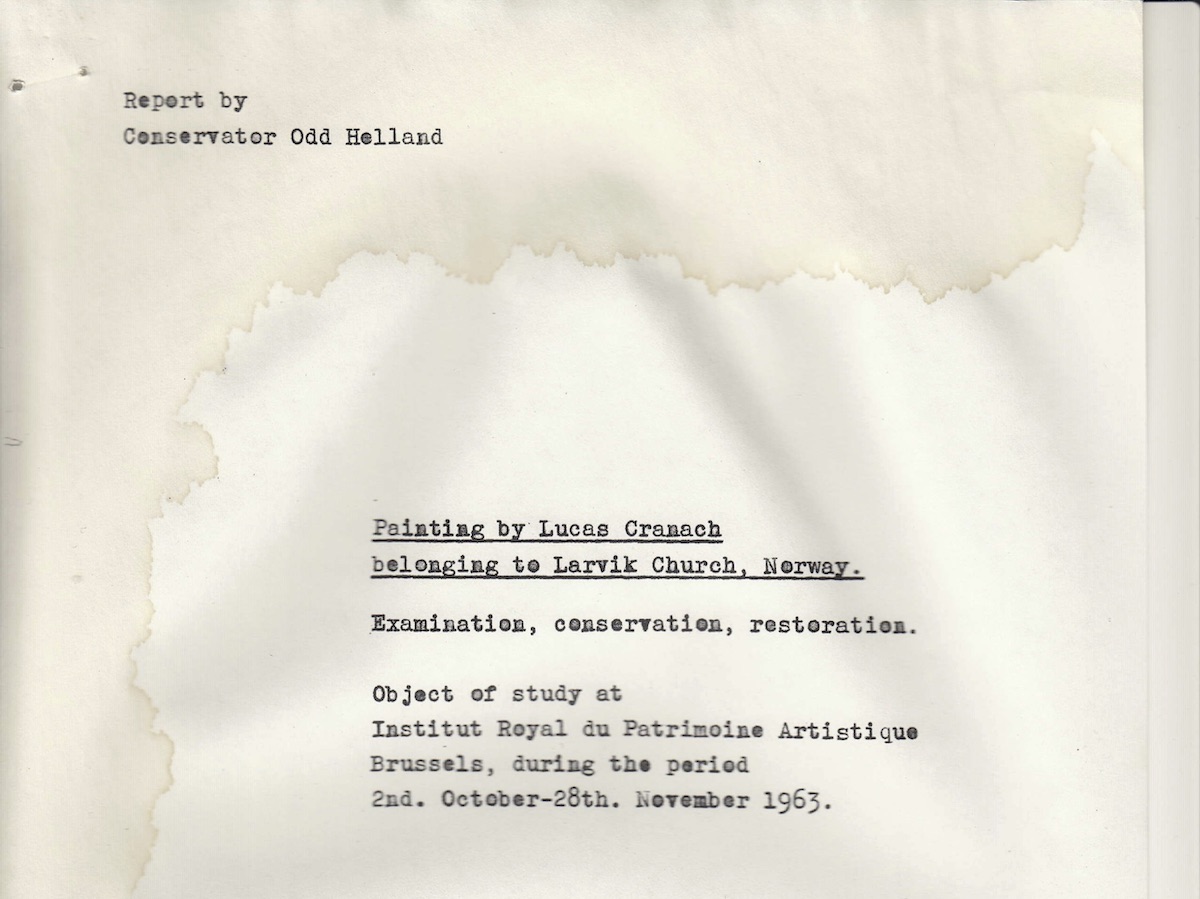 Report by
Conservator Odd Helland
Painting by Lucas Cranach
belonging to Larvik Church, Norway.
Examination, conservation, restoration.
Object of study at
Institut Royal du Patrimoine Artistique
Brussels, during the period
2nd. October-28th. November 1963.